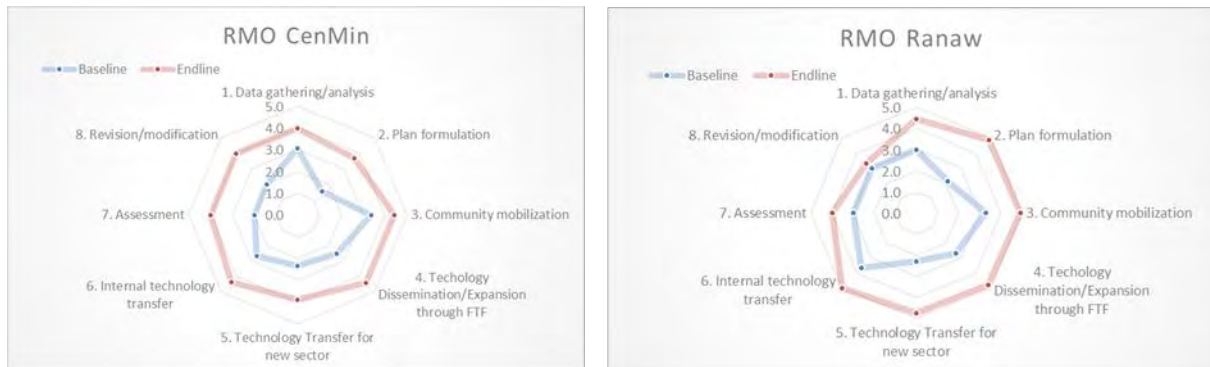 RMO CenMin
Baseline
Endline
1. Data gathering/analysis
5.0
4.0
3.0
2.0
1.0
0.0
2. Plan formulation
3. Community mobilization
4. Techology
Dissemination/Expansion
through FTF
5. Technology Transfer for
new sector
6. Internal technology
transfer
7. Assessment
8. Revision/modification
RMO Ranaw
Baseline
Endline
1. Data gathering/analysis
5.0
4.0
3.0
2.0
1.0
0.0
2. Plan formulation
3. Community mobilization
4. Techology
Dissemination/Expansion
through FTF
5. Technology Transfer for
new sector
6. Internal technology
transfer
7. Assessment
8. Revision/modification